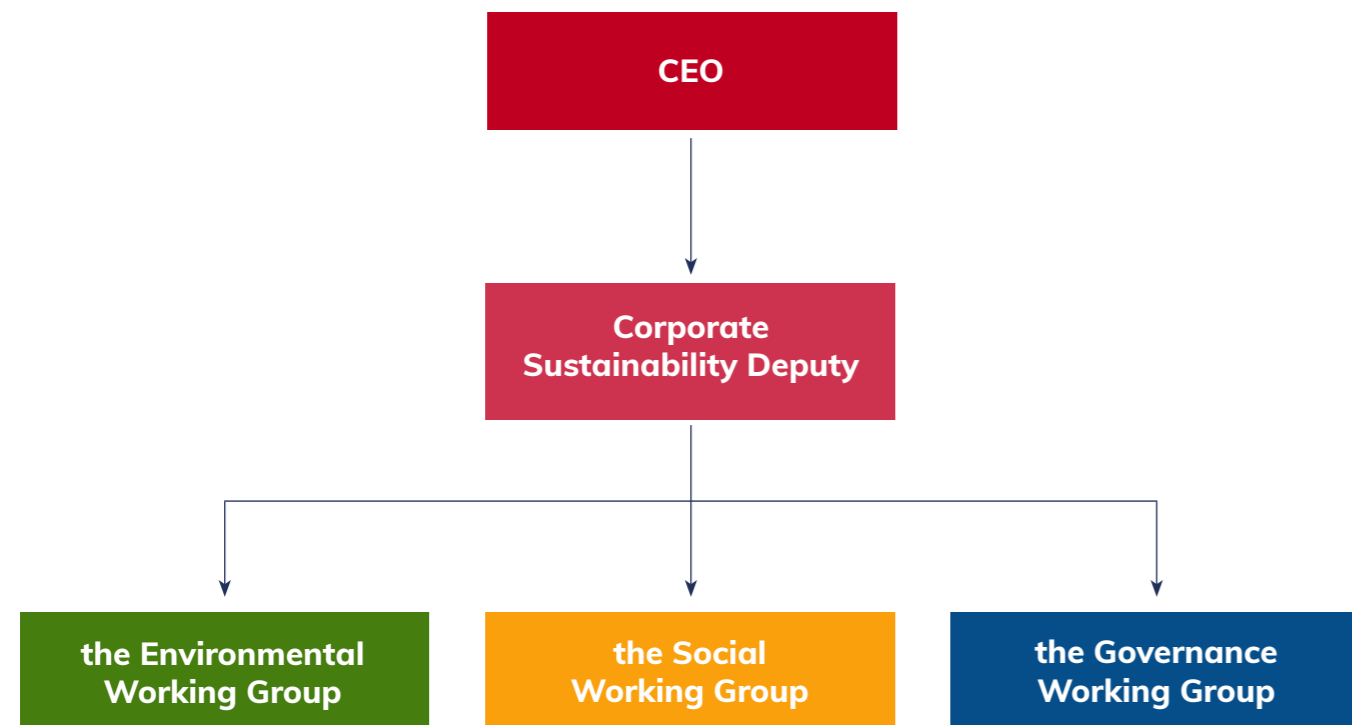 CEO
Corporate
Sustainability Deputy
the Environmental
Working Group
the Social
Working Group
the Governance
Working Group